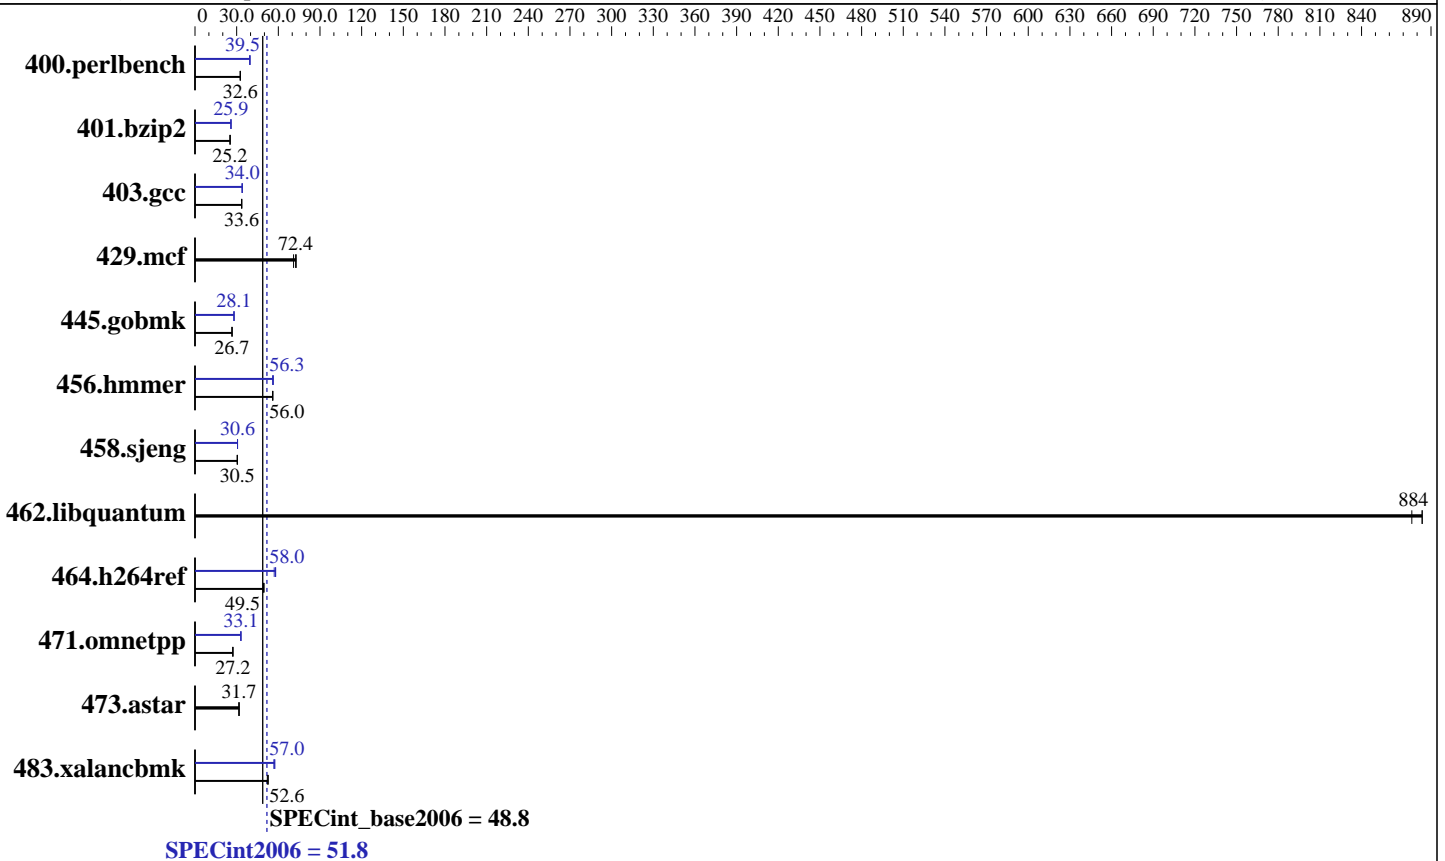 0 30.0 60.0 90.0 120 150 180 210 240 270 300 330 360 390 420 450 480 510 540 570 600 630 660 690 720 750 780 810 840 890
39.5
400.perlbench
32.6
25.9
401.bzip2
25.2
34.0
403.gcc
33.6
72.4
429.mcf
28.1
445.gobmk
26.7
56.3
456.hmmer
56.0
30.6
458.sjeng
30.5
884
462.libquantum
58.0
464.h264ref
49.5
33.1
471.omnetpp
27.2
31.7
473.astar
57.0
483.xalancbmk
52.6
SPECint_base2006 = 48.8
SPECint2006 = 51.8